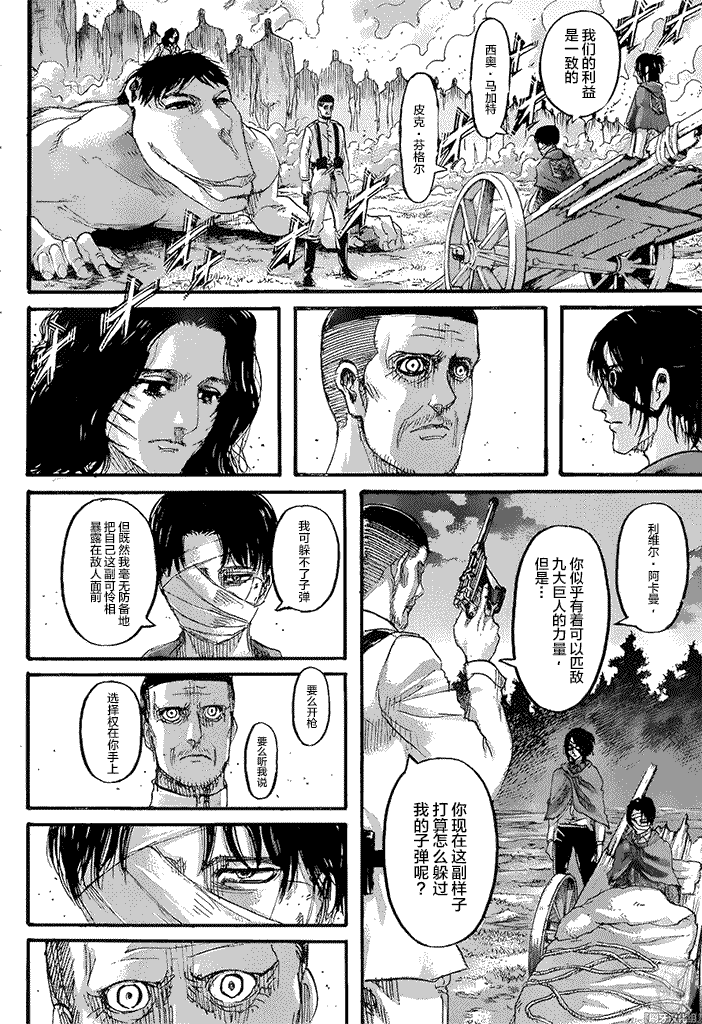 我们的利益
是一致的
西奥·马加特
皮克·芬格尔
利维尔·阿卡曼，
你似乎有着可以匹敌
九大巨人的力量，
但是…
你现在这副样子
打算怎么躲过
我的子弹呢？
我可躲不了子弹
但既然我毫无防备地
把自己这副可怜相
暴露在敌人面前
要么开枪
要么听我说
选择权在你手上